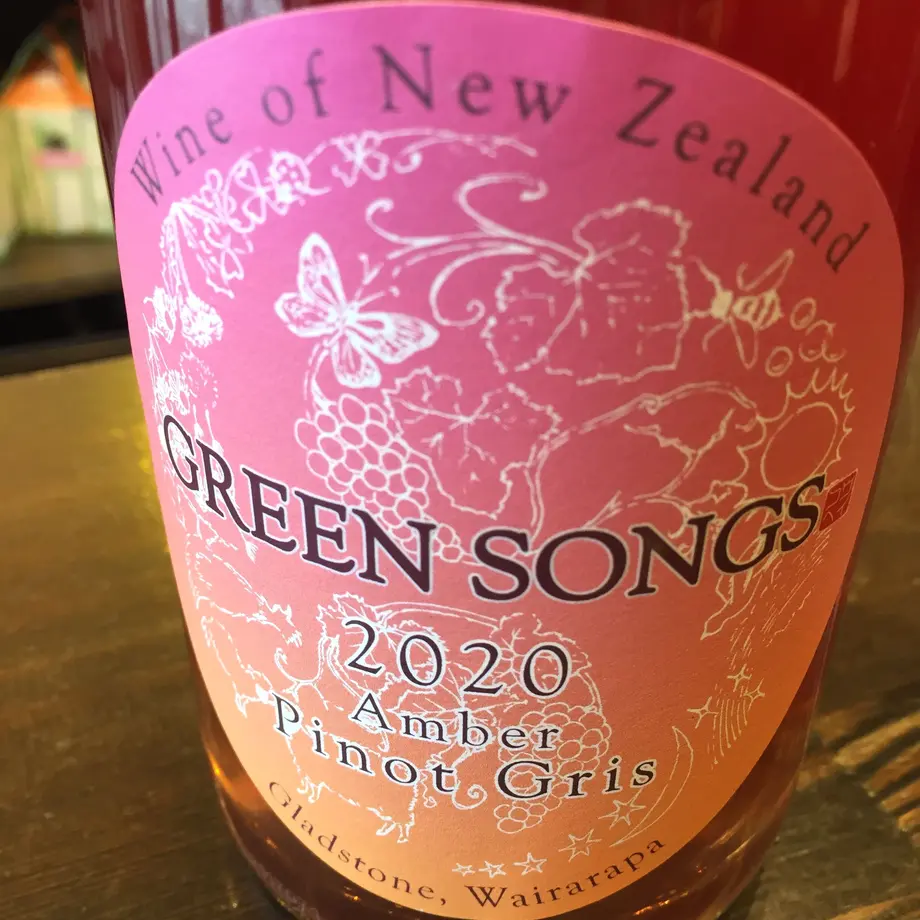 Wine of New Zealand
GREEN SONGS
2020
Amber
Pinot Gris
Gladstone, Wairarapa